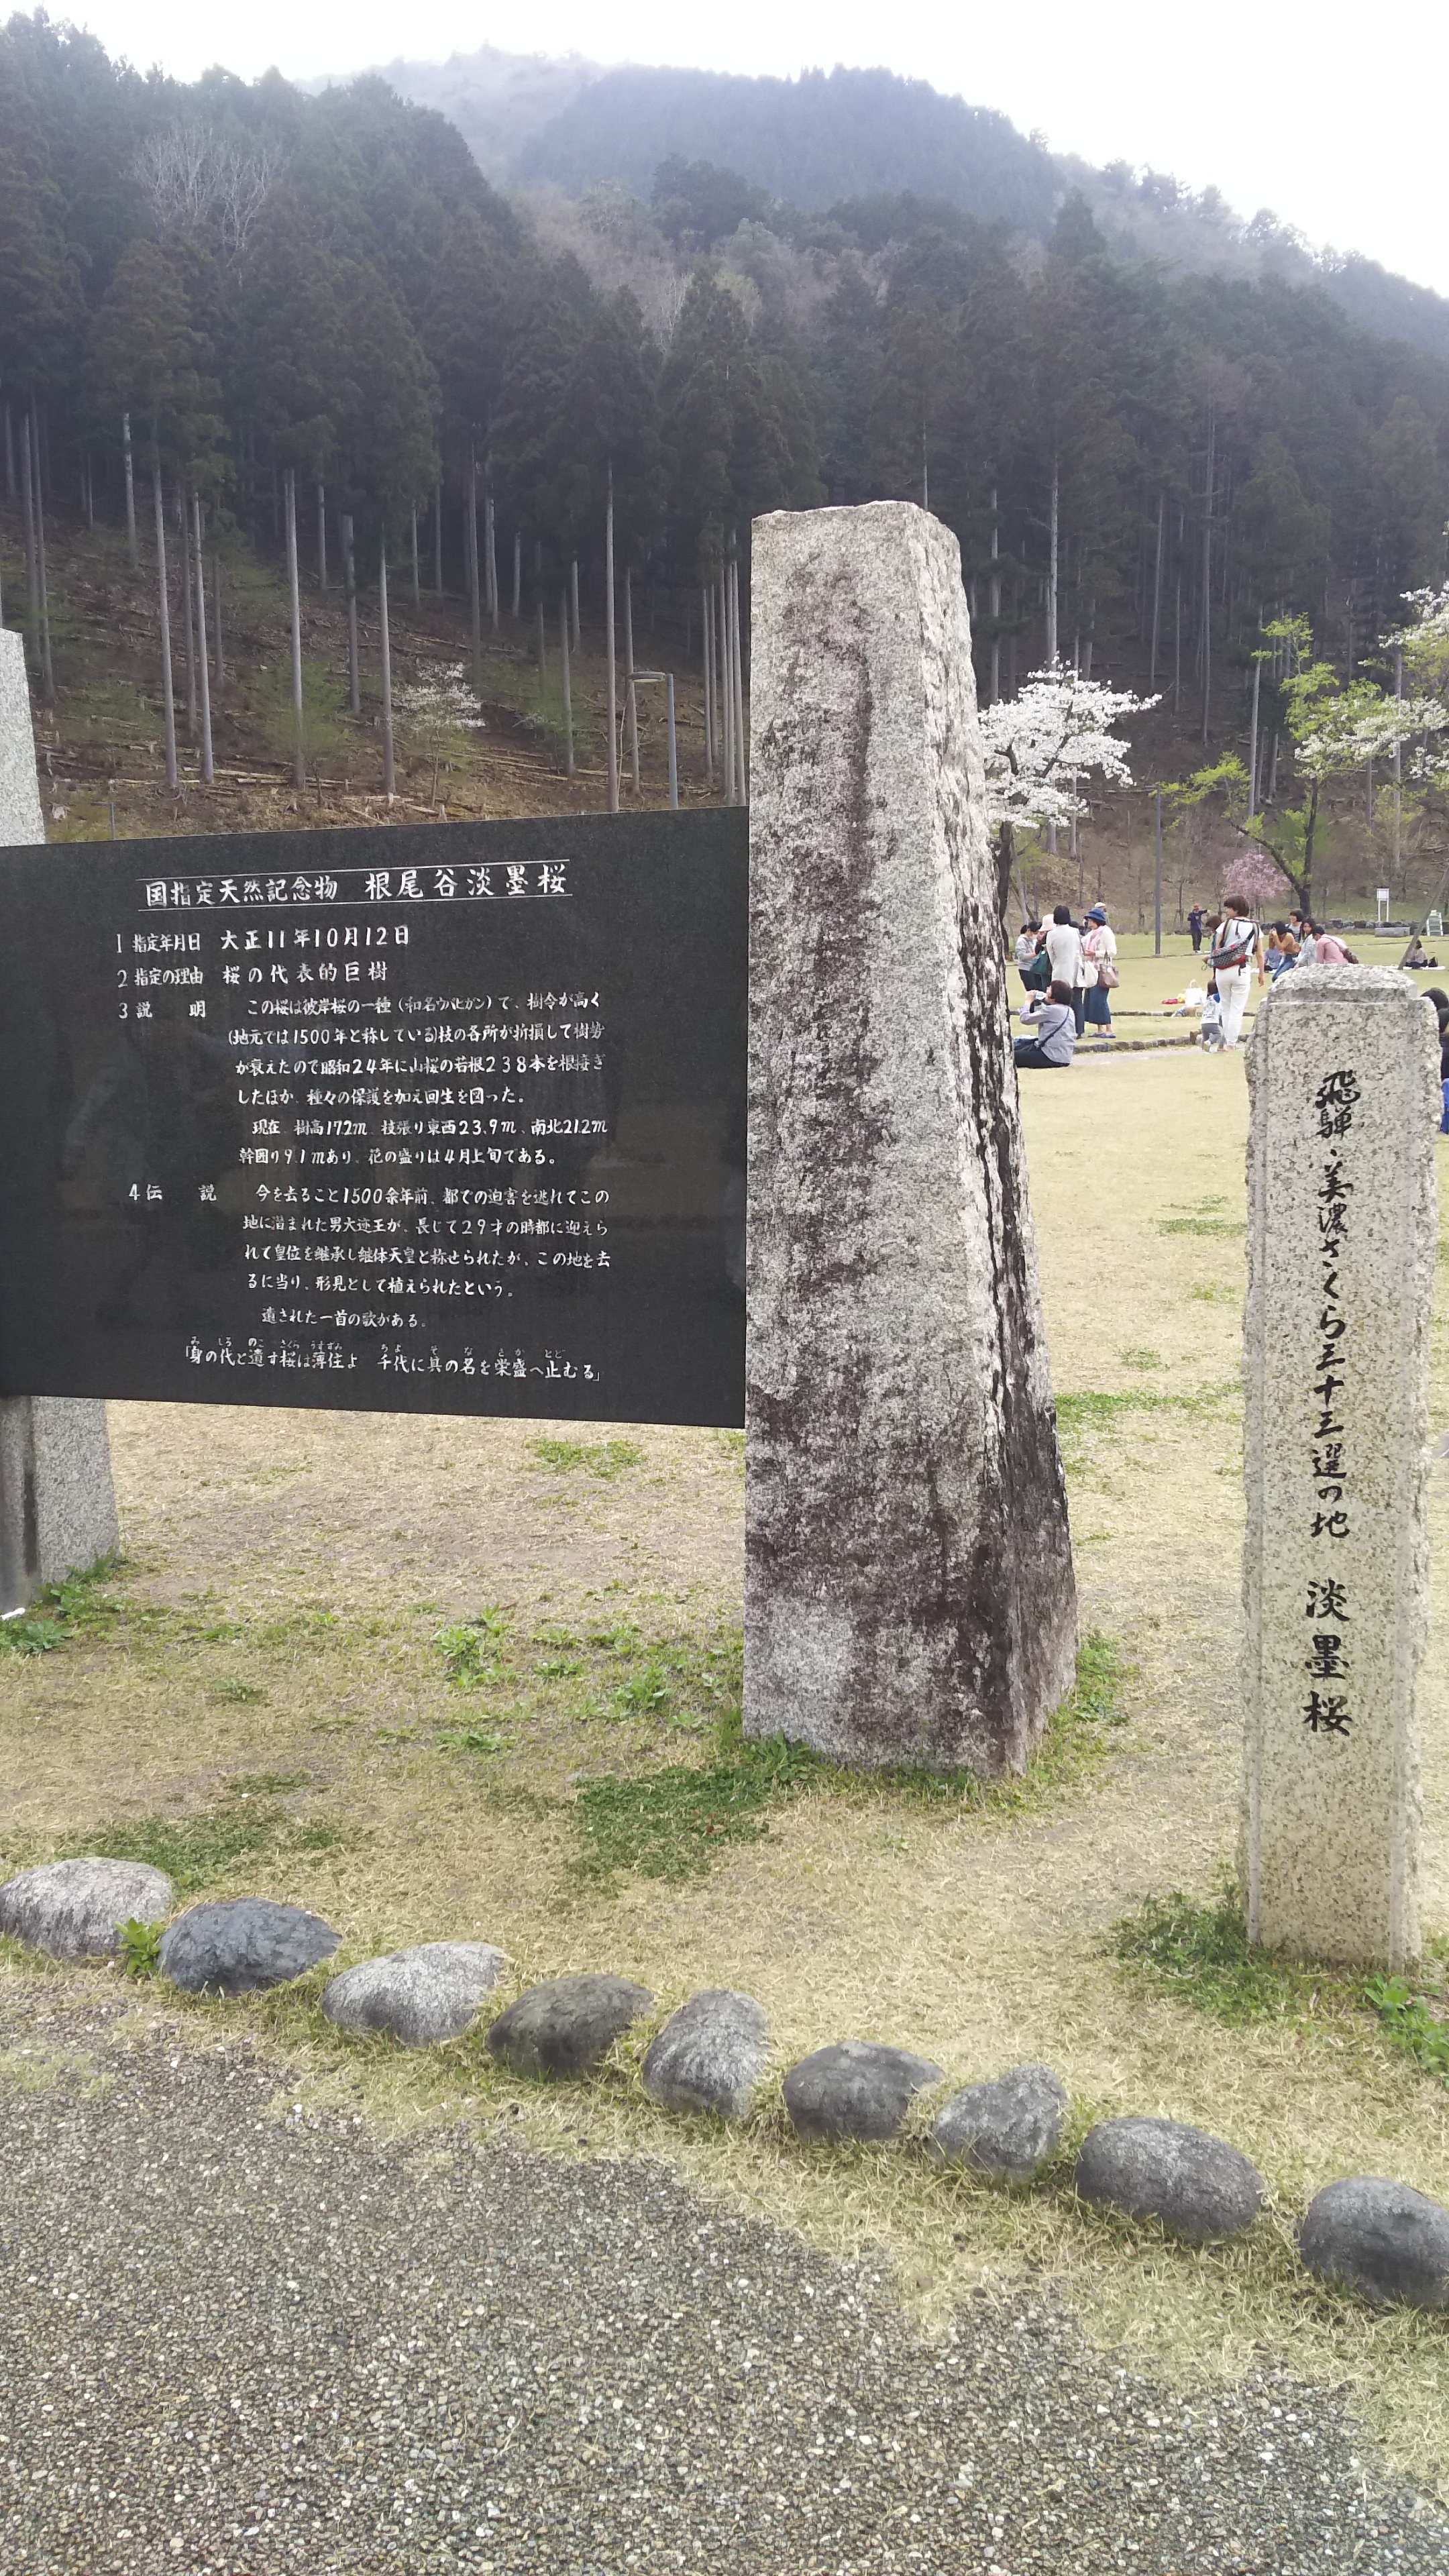 国指定天然記念物 根尾谷淡墨桜
1 指定年月日 大正11年10月12日
2 指定の理由 桜の代表的巨樹
3 説 明 この桜は彼岸桜の一種(和名ウバヒガン)で、樹令が高く
(地元では1500年と称している)枝の各所が折損して樹勢
が衰えたので昭和24年に山桜の若根238本を根接ぎ
したほか、種々の保護を加え回生を図った。
現在 樹高17.2m 枝張り東西23.9m、南北21.2m
幹囲り9.1mあり、花の盛りは4月上旬である。
4 伝 説 今を去ること1500余年前、都での迫害を逃れてこの
地に潜まれた男大迹王が、長じて29才の時都に迎えら
れて皇位を継承し継体天皇と称せられたが、この地を去
るに当り、形見として植えられたという。
遺された一首の歌がある。
「身の代と遺す桜は薄住よ 千代に其の名を栄盛へ止むる」
飛騨・美濃さくら三十三選の地 淡墨桜